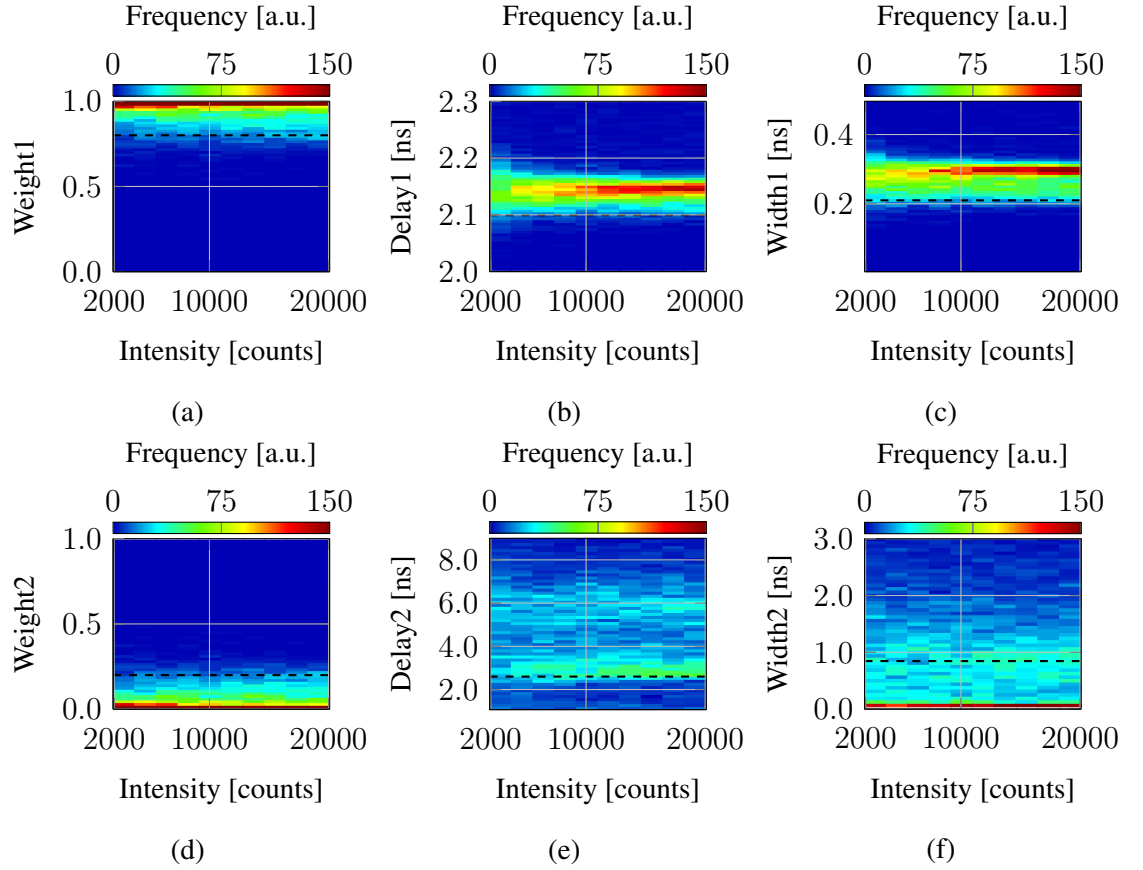 Frequency [a.u.]
0 75 150
Weight1
1.0
0.5
0.0
2000 10000 20000
Intensity [counts]
(a)
Frequency [a.u.]
0 75 150
Delay1 [ns]
2.3
2.2
2.1
2.0
2000 10000 20000
Intensity [counts]
(b)
Frequency [a.u.]
0 75 150
Width1 [ns]
0.4
0.2
2000 10000 20000
Intensity [counts]
(c)
Frequency [a.u.]
0 75 150
Weight2
1.0
0.5
0.0
2000 10000 20000
Intensity [counts]
(d)
Frequency [a.u.]
0 75 150
Delay2 [ns]
8.0
6.0
4.0
2.0
2000 10000 20000
Intensity [counts]
(e)
Frequency [a.u.]
0 75 150
Width2 [ns]
3.0
2.0
1.0
0.0
2000 10000 20000
Intensity [counts]
(f)